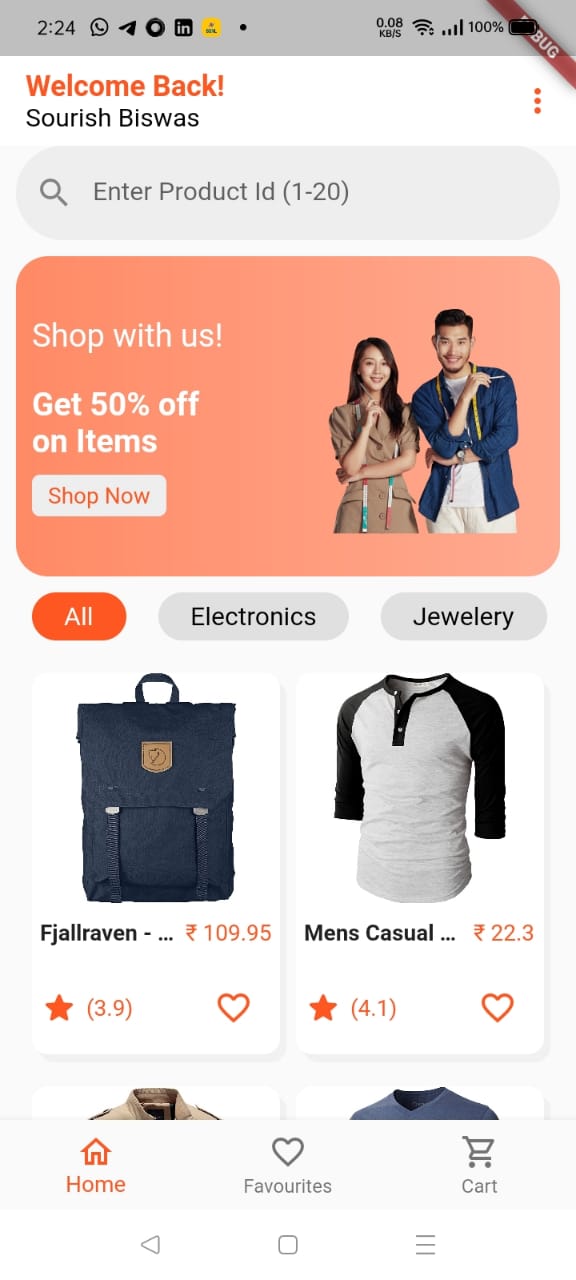 2:24
0.08
KB/S
100%
BUG
Welcome Back!
Sourish Biswas
Enter Product Id (1-20)
Shop with us!
Get 50% off
on Items
Shop Now
All Electronics Jewelery
Fjallraven - ... ₹ 109.95
Mens Casual ... ₹ 22.3
(3.9)
(4.1)
Home Favourites Cart